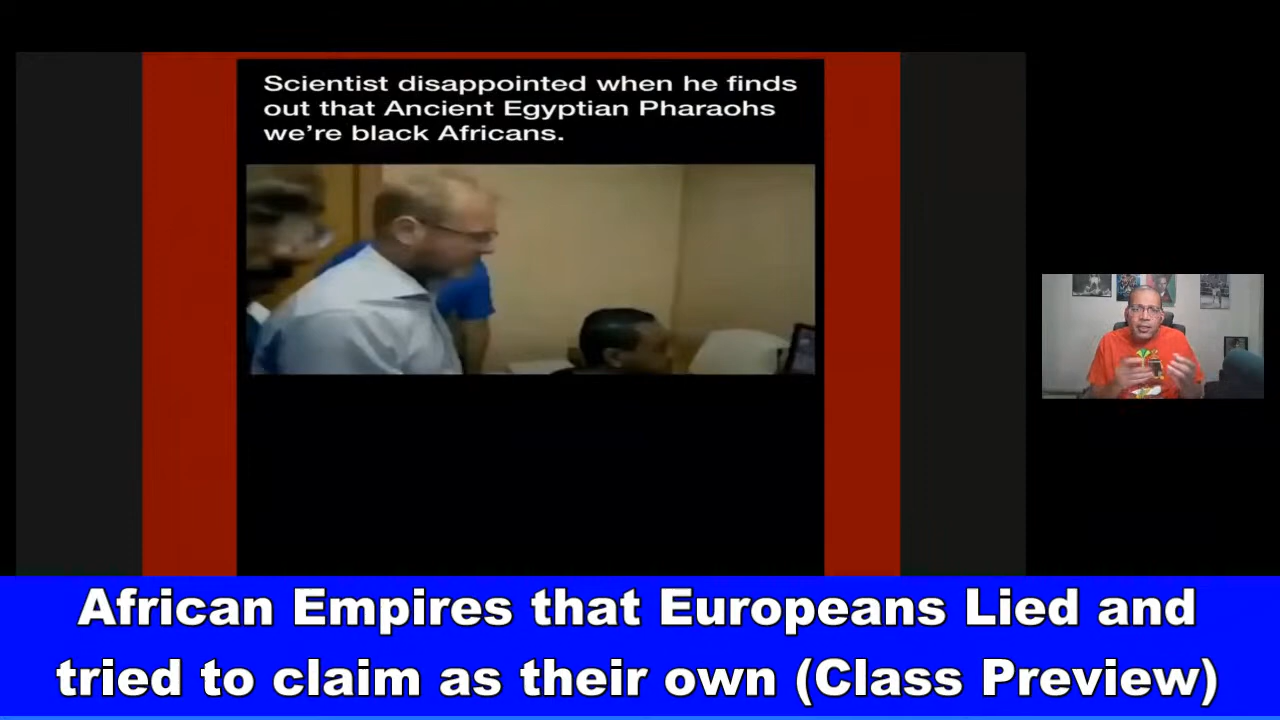 Scientist disappointed when he finds
out that Ancient Egyptian Pharaohs
we're black Africans.
African Empires that Europeans Lied and
tried to claim as their own (Class Preview)